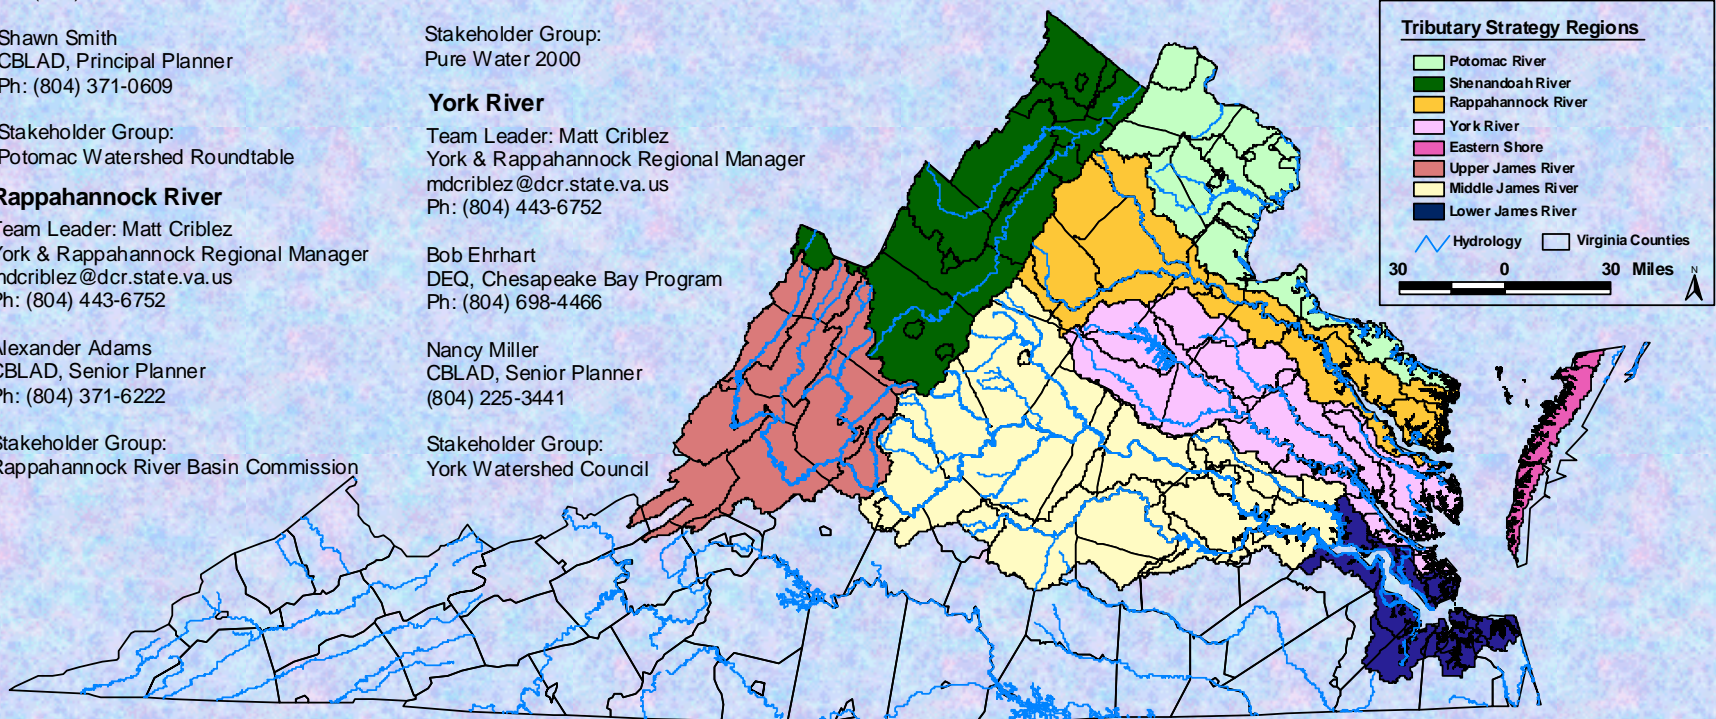 Shawn Smith
CBLAD, Principal Planner
Ph: (804) 371-0609
Stakeholder Group:
Potomac Watershed Roundtable
Rappahannock River
Team Leader: Matt Criblez
York & Rappahannock Regional Manager
mdcriblez@dcr.state.va.us
Ph: (804) 443-6752
Alexander Adams
CBLAD, Senior Planner
Ph: (804) 371-6222
Stakeholder Group:
Rappahannock River Basin Commission
Stakeholder Group:
Pure Water 2000
York River
Team Leader: Matt Criblez
York & Rappahannock Regional Manager
mdcriblez@dcr.state.va.us
Ph: (804) 443-6752
Bob Ehrhart
DEQ, Chesapeake Bay Program
Ph: (804) 698-4466
Nancy Miller
CBLAD, Senior Planner
(804) 225-3441
Stakeholder Group:
York Watershed Council
Tributary Strategy Regions
Potomac River
Shenandoah River
Rappahannock River
York River
Eastern Shore
Upper James River
Middle James River
Lower James River
Hydrology Virginia Counties
30 0 30 Miles N